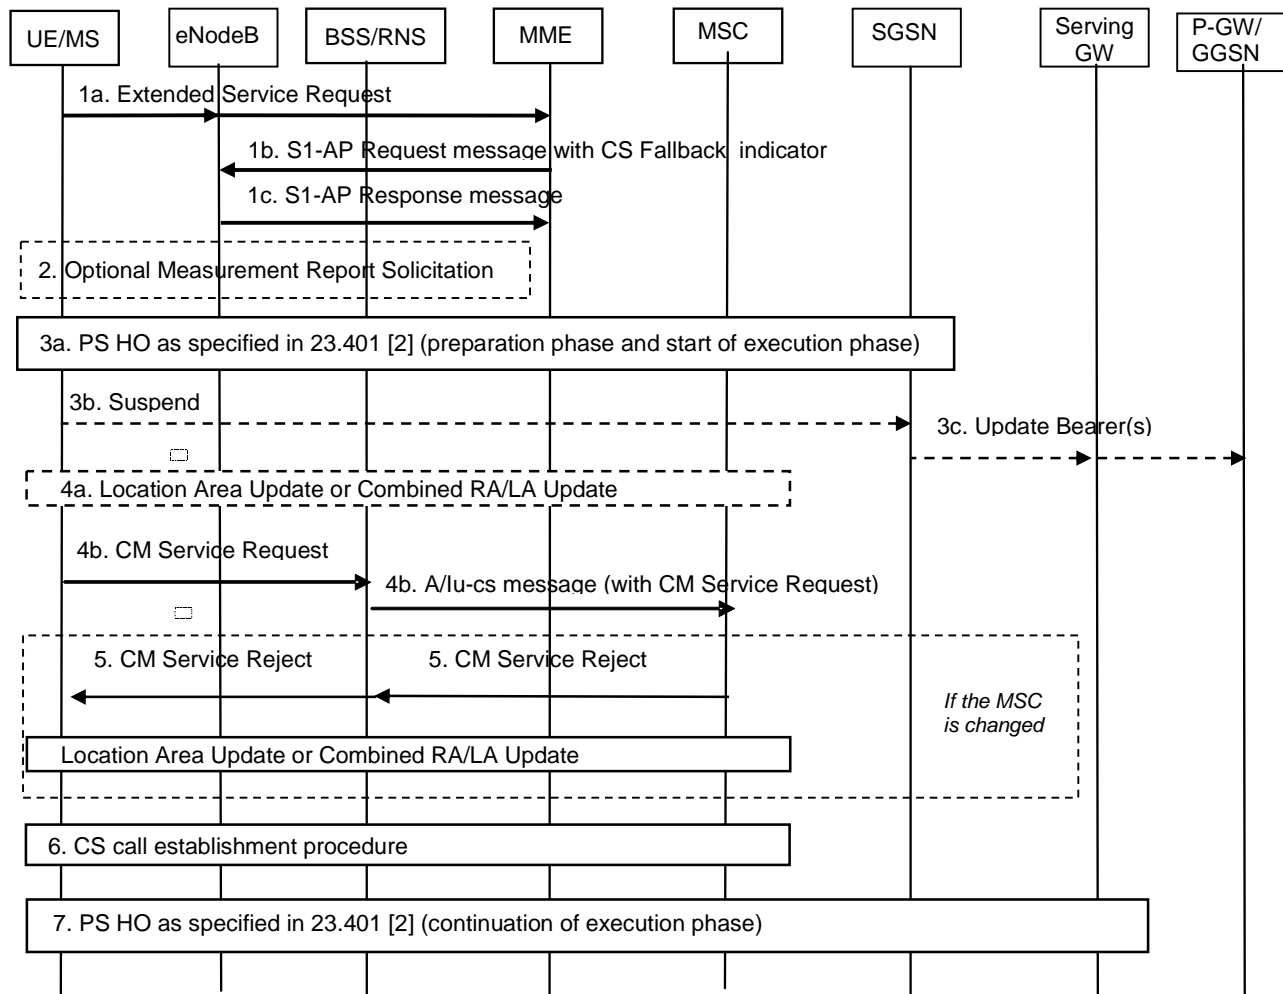 UE/MS
eNodeB
BSS/RNS
MME
MSC
SGSN
Serving
GW
P-GW/
GGSN
1a. Extended Service Request
1b. S1-AP Request message with CS Fallback indicator
1c. S1-AP Response message
2. Optional Measurement Report Solicitation
3a. PS HO as specified in 23.401 [2] (preparation phase and start of execution phase)
3b. Suspend
3c. Update Bearer(s)
4a. Location Area Update or Combined RA/LA Update
4b. CM Service Request
4b. A/Iu-cs message (with CM Service Request)
5. CM Service Reject
5. CM Service Reject
If the MSC
is changed
Location Area Update or Combined RA/LA Update
6. CS call establishment procedure
7. PS HO as specified in 23.401 [2] (continuation of execution phase)